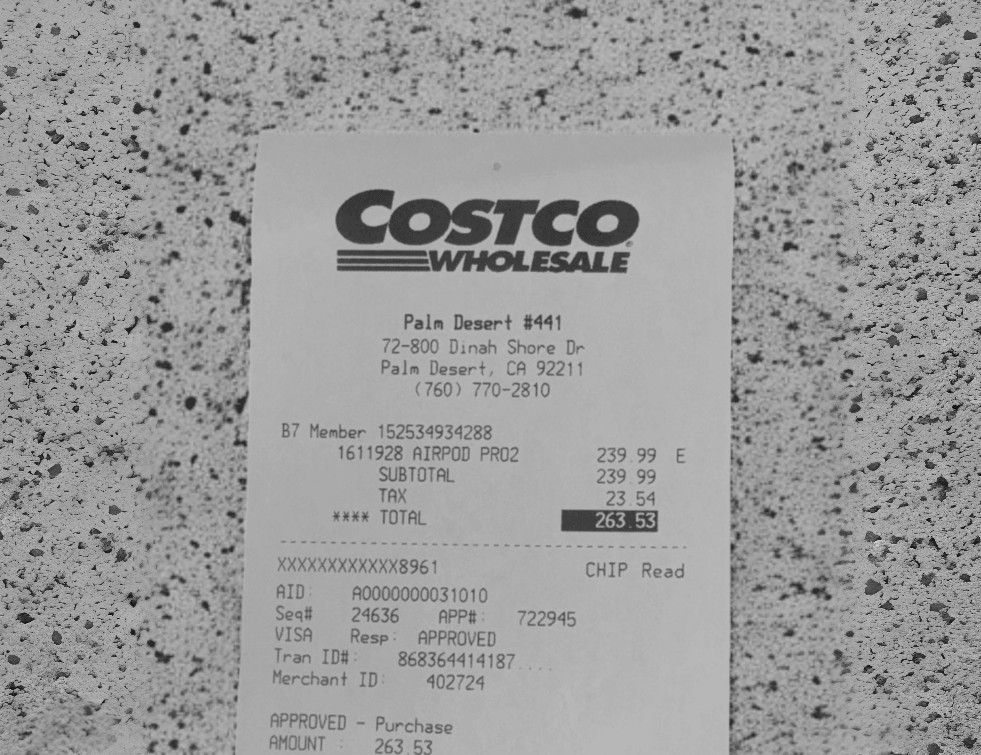 COSTCO
WHOLESALE
Palm Desert #441
72-800 Dinah Shore Dr
Palm Desert, CA 92211
(760) 770-2810
B7 Member 152534934288
1611928 AIRPOD PRO2 239.99 E
SUBTOTAL 239.99
TAX 23.54
**** TOTAL 263.53
XXXXXXXXXXXX8961 CHIP Read
AID: A0000000031010
Seq# 24636 APP#: 722945
VISA Resp: APPROVED
Tran ID#: 868364414187....
Merchant ID: 402724
APPROVED - Purchase
AMOUNT : 263.53